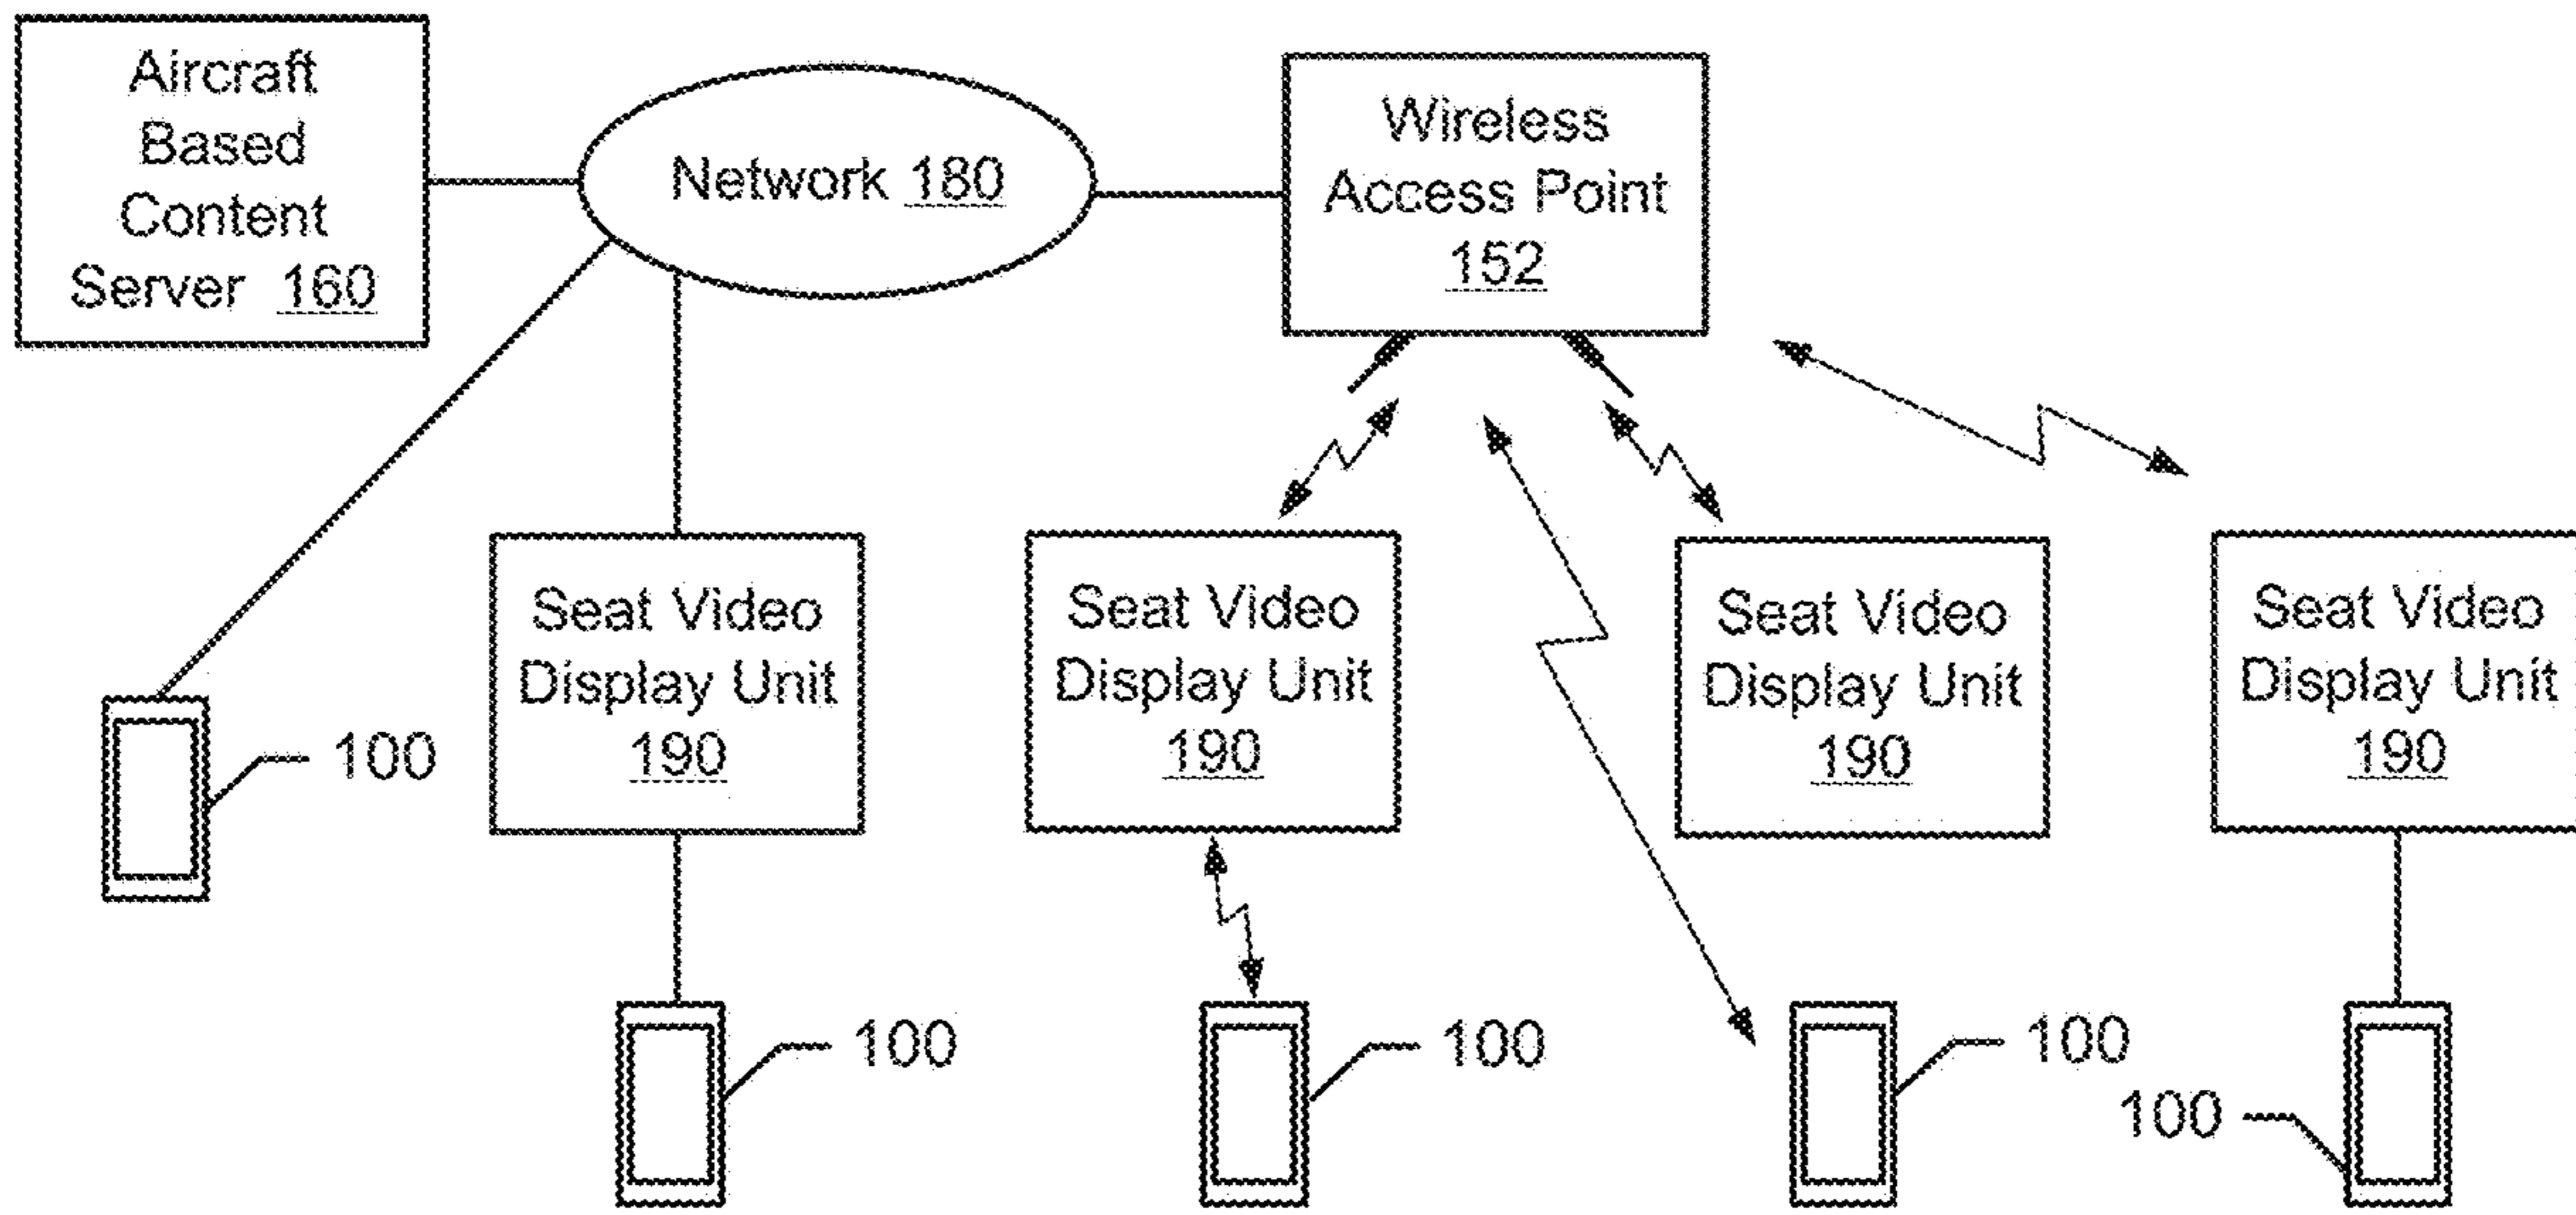 Aircraft
Based
Content
Server 160
Network 180
Wireless
Access Point
152
Seat Video
Display Unit
190
Seat Video
Display Unit
190
Seat Video
Display Unit
190
Seat Video
Display Unit
190
100
100
100
100
100